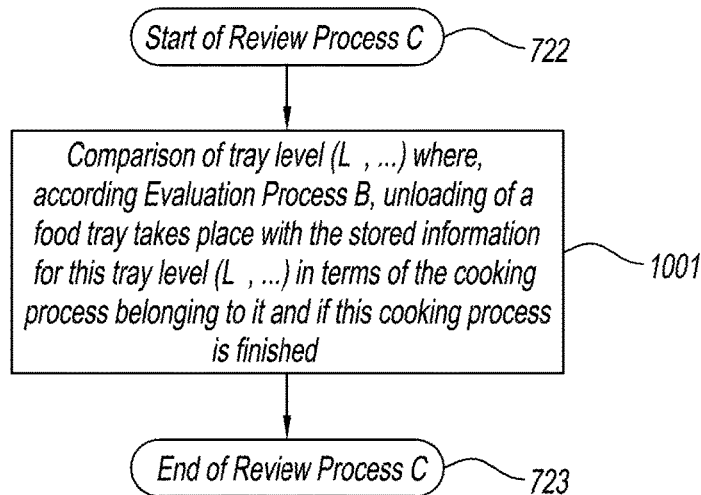 Start of Review Process C
722
Comparison of tray level (L , ...) where,
according Evaluation Process B, unloading of a
food tray takes place with the stored information
for this tray level (L , ...) in terms of the cooking
process belonging to it and if this cooking process
is finished
1001
End of Review Process C
723